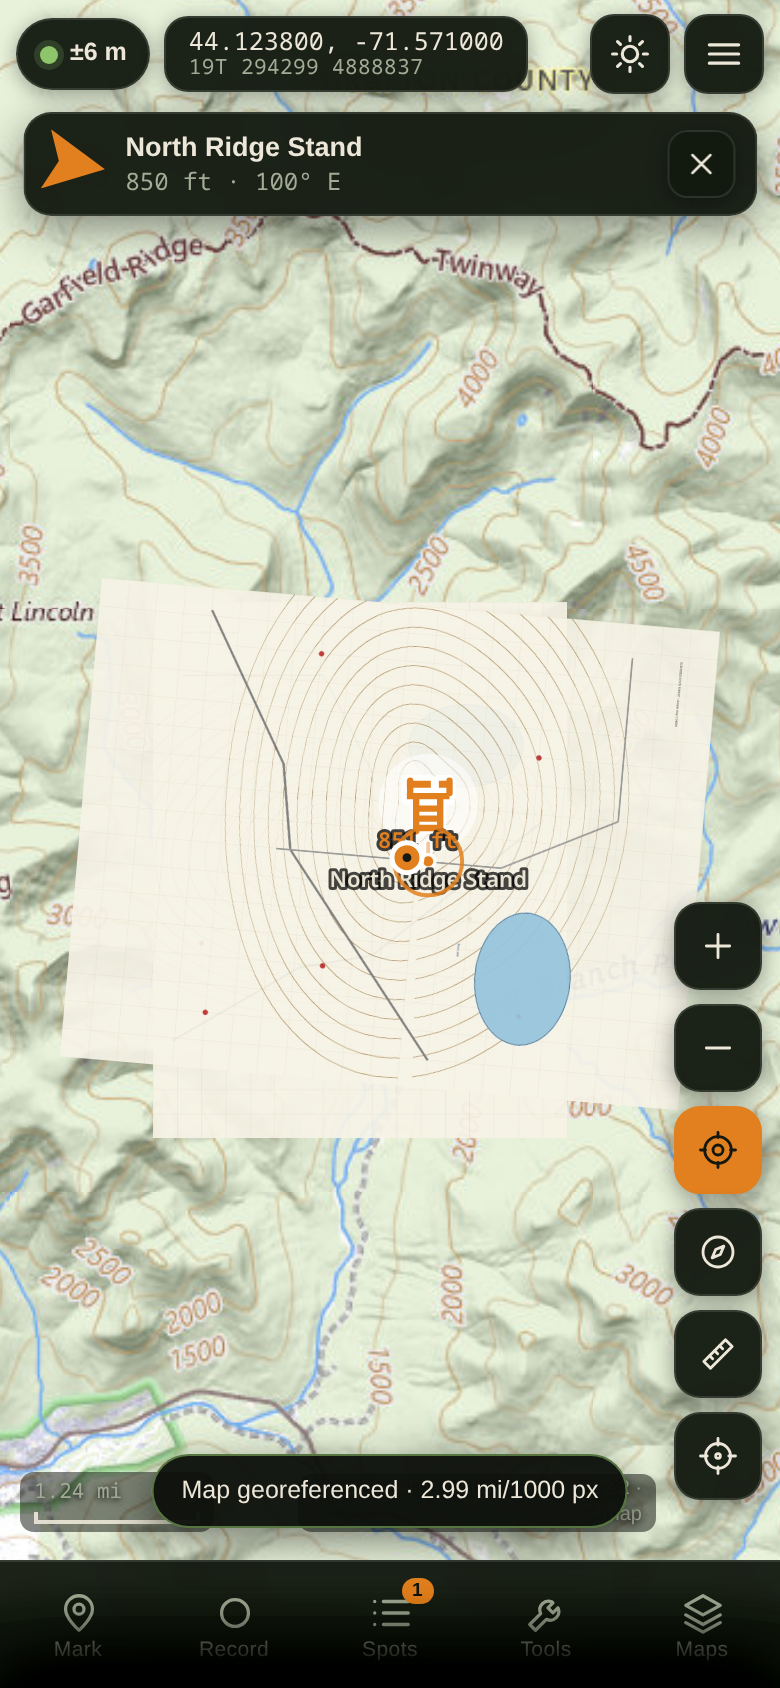 ±6 m
44.123800, -71.571000
19T 294299 4888837
COUNTY
North Ridge Stand
850 ft · 100° E
Garfield-Ridge
Twinway
4000
4000
3500
2500
4500
t Lincoln
North Ridge Stand
3000
2000
2500
2000
2000
1500
2000
3000
1500
1.24 mi
Map georeferenced · 2.99 mi/1000 px
1
Mark
Record
Spots
Tools
Maps